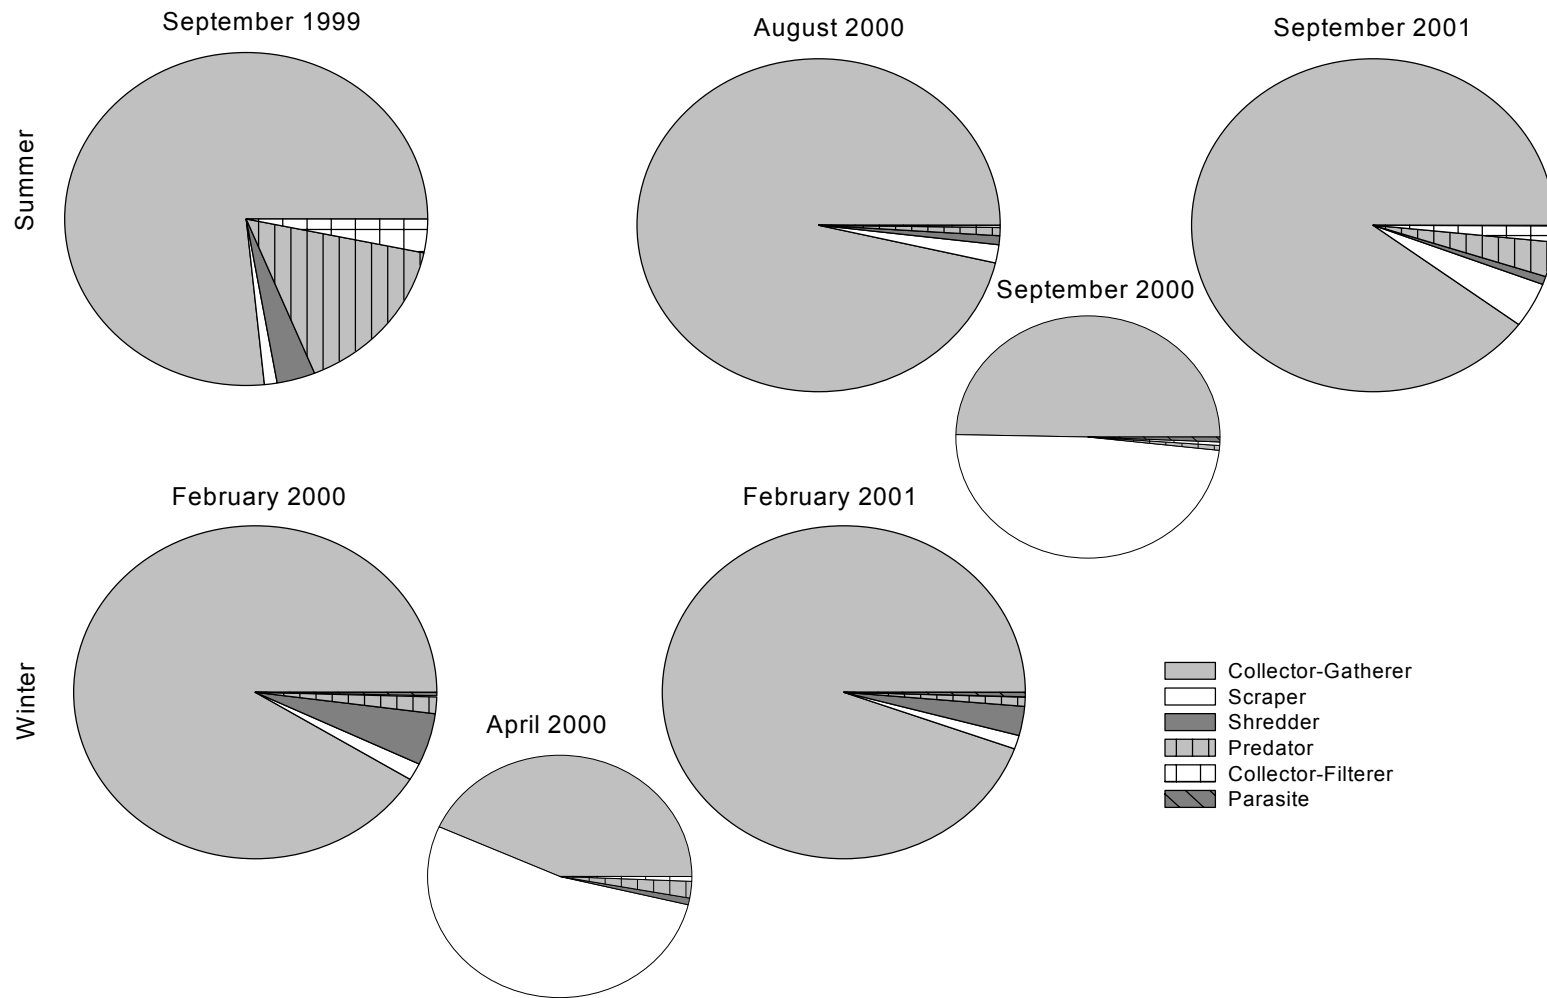 September 1999
August 2000
September 2001
Summer
September 2000
February 2000
February 2001
Winter
April 2000
Collector-Gatherer
Scraper
Shredder
Predator
Collector-Filterer
Parasite